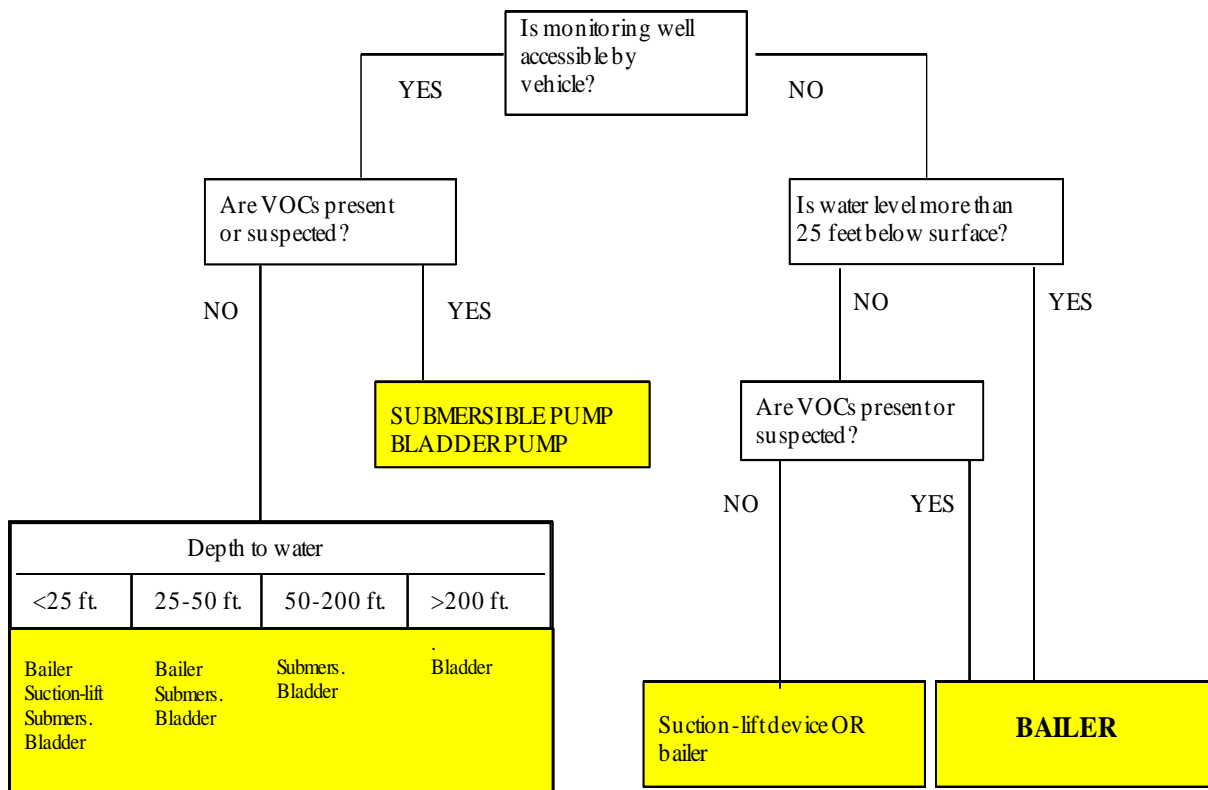 Is monitoring well
accessible by
vehicle?
YES
NO
Are VOCs present
or suspected?
Is water level more than
25 feet below surface?
NO
YES
NO
YES
SUBMERSIBLE PUMP
BLADDER PUMP
Are VOCs present or
suspected?
NO
YES
Depth to water
<25 ft.
25-50 ft.
50-200 ft.
>200 ft.
Bailer
Suction-lift
Submers.
Bladder
Bailer
Submers.
Bladder
Submers.
Bladder
.
Bladder
Suction-lift device OR
bailer
BAILER